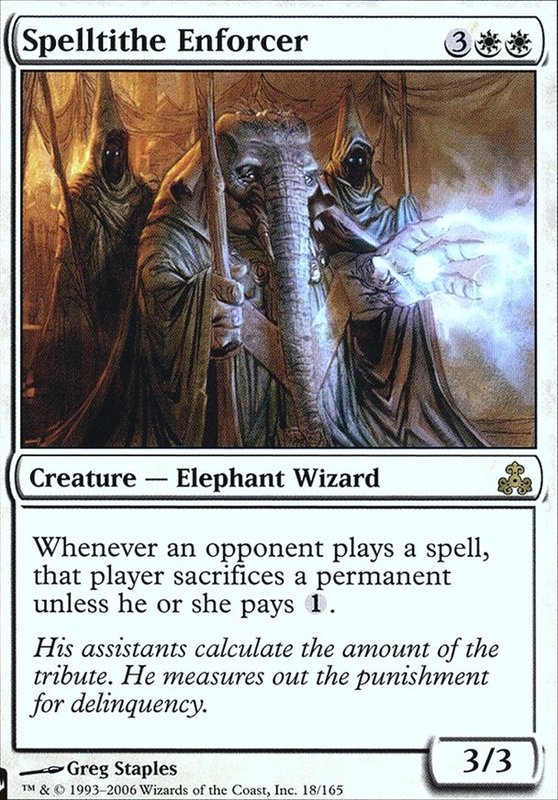 Spelltithe Enforcer 3
Creature — Elephant Wizard
Whenever an opponent plays a spell,
that player sacrifices a permanent
unless he or she pays 1.
His assistants calculate the amount of the
tribute. He measures out the punishment
for delinquency.
3/3
Greg Staples
™ & © 1993–2006 Wizards of the Coast, Inc. 18/165